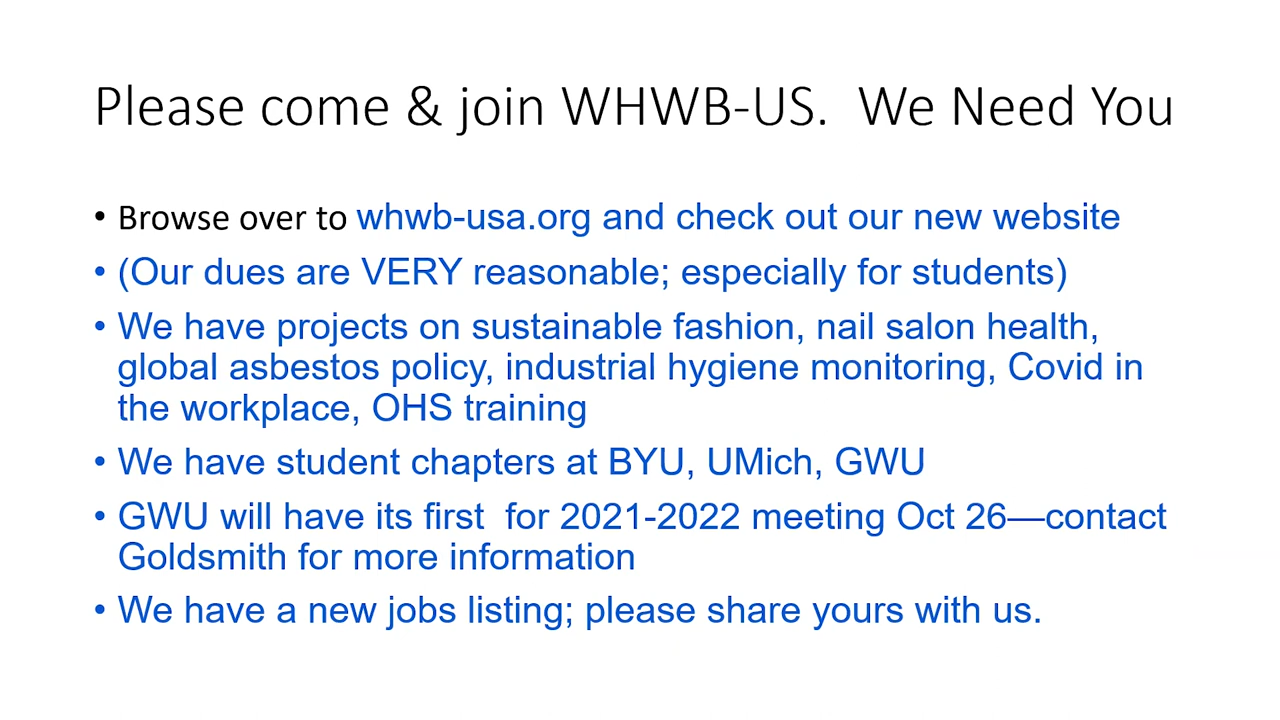 Please come & join WHWB-US.  We Need You
• Browse over to whwb-usa.org and check out our new website
• (Our dues are VERY reasonable; especially for students)
• We have projects on sustainable fashion, nail salon health,
global asbestos policy, industrial hygiene monitoring, Covid in
the workplace, OHS training
• We have student chapters at BYU, UMich, GWU
• GWU will have its first  for 2021-2022 meeting Oct 26—contact
Goldsmith for more information
• We have a new jobs listing; please share yours with us.